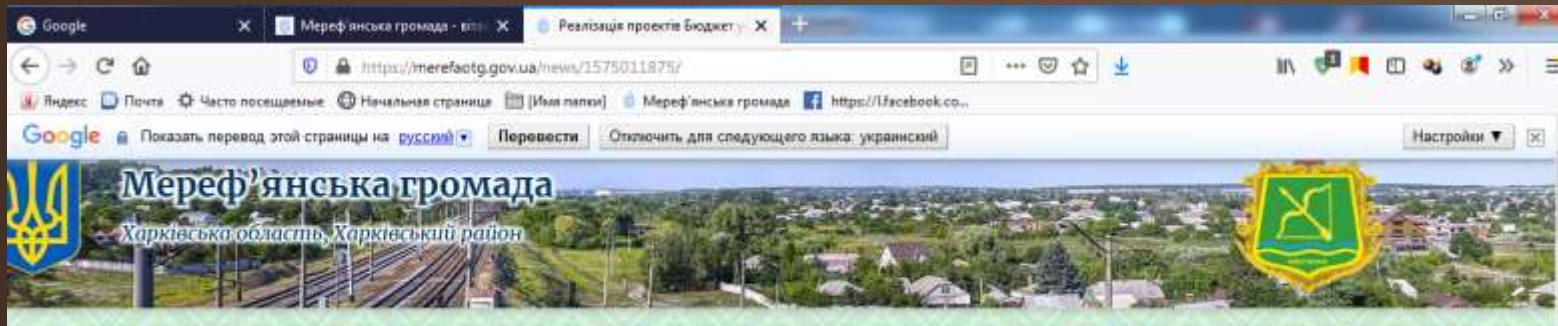 Google
Мереф'янська громада -
Реалізація проектів Бюджет
https://merefaotg.gov.ua/news/1575011875/
Яндекс Почта Часто посещаемые Начальная страница [Имя папки] Мереф'янська громада https://l.facebook.co...
Google Показать перевод этой страницы на русский Перевести Отключить для следующего языка: украинский Настройки
Мереф'янська громада
Харківська область, Харківський район